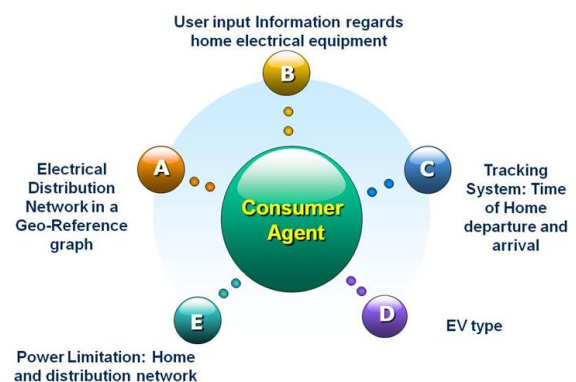 User input Information regards
home electrical equipment
B
A
Electrical
Distribution
Network in a
Geo-Reference
graph
Consumer
Agent
C
Tracking
System: Time
of Home
departure and
arrival
D
EV type
E
Power Limitation: Home
and distribution network